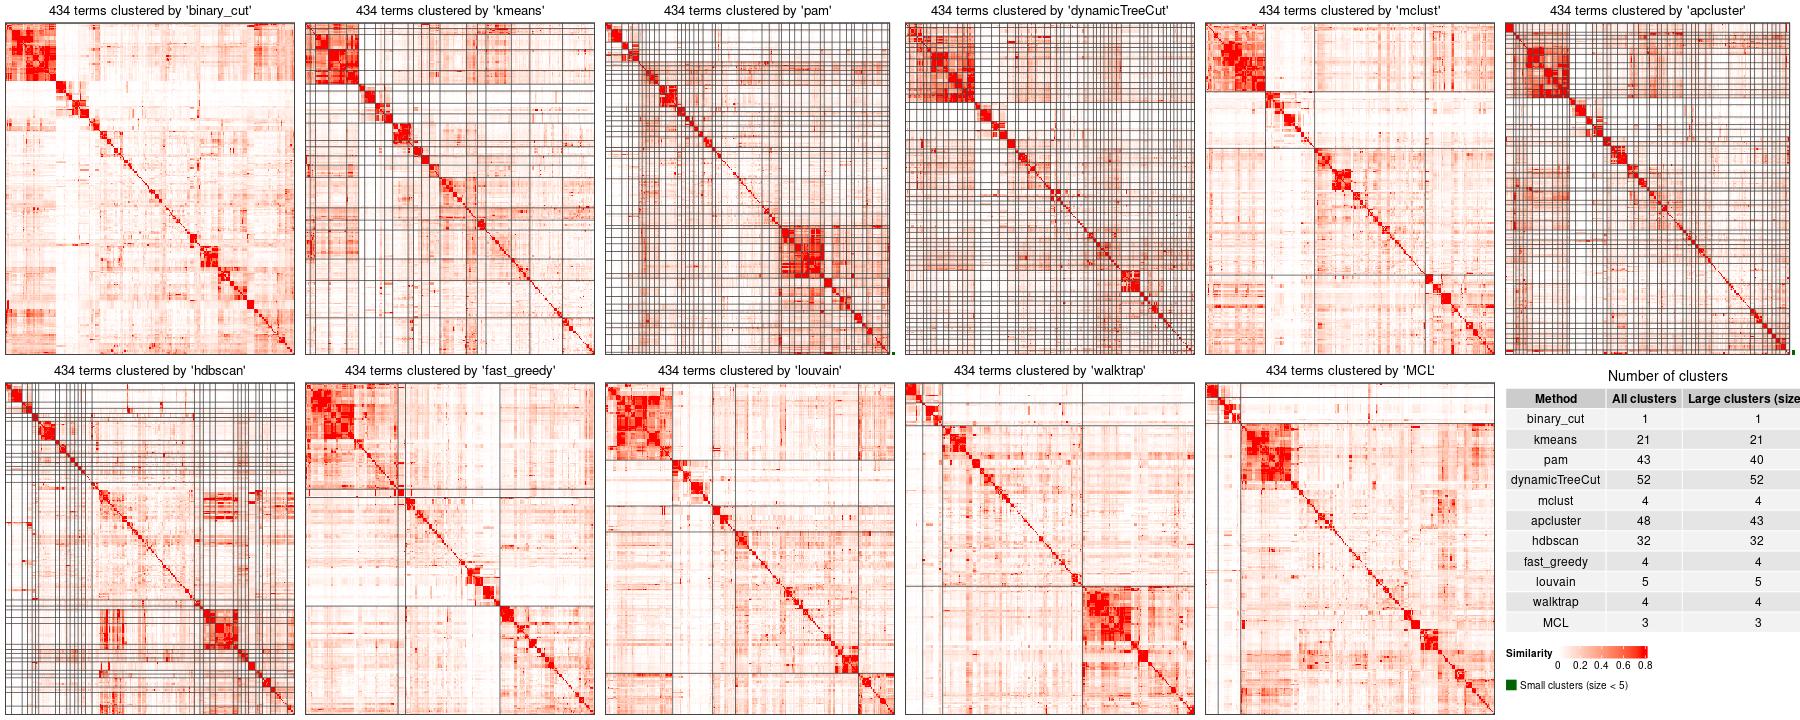 434 terms clustered by 'binary_cut'
434 terms clustered by 'kmeans'
434 terms clustered by 'pam'
434 terms clustered by 'dynamicTreeCut'
434 terms clustered by 'mclust'
434 terms clustered by 'apcluster'
434 terms clustered by 'hdbscan'
434 terms clustered by 'fast_greedy'
434 terms clustered by 'louvain'
434 terms clustered by 'walktrap'
434 terms clustered by 'MCL'
Number of clusters
Method All clusters Large clusters (size
binary_cut 1 1
kmeans 21 21
pam 43 40
dynamicTreeCut 52 52
mclust 4 4
apcluster 48 43
hdbscan 32 32
fast_greedy 4 4
louvain 5 5
walktrap 4 4
MCL 3 3
Similarity
0 0.2 0.4 0.6 0.8
Small clusters (size < 5)